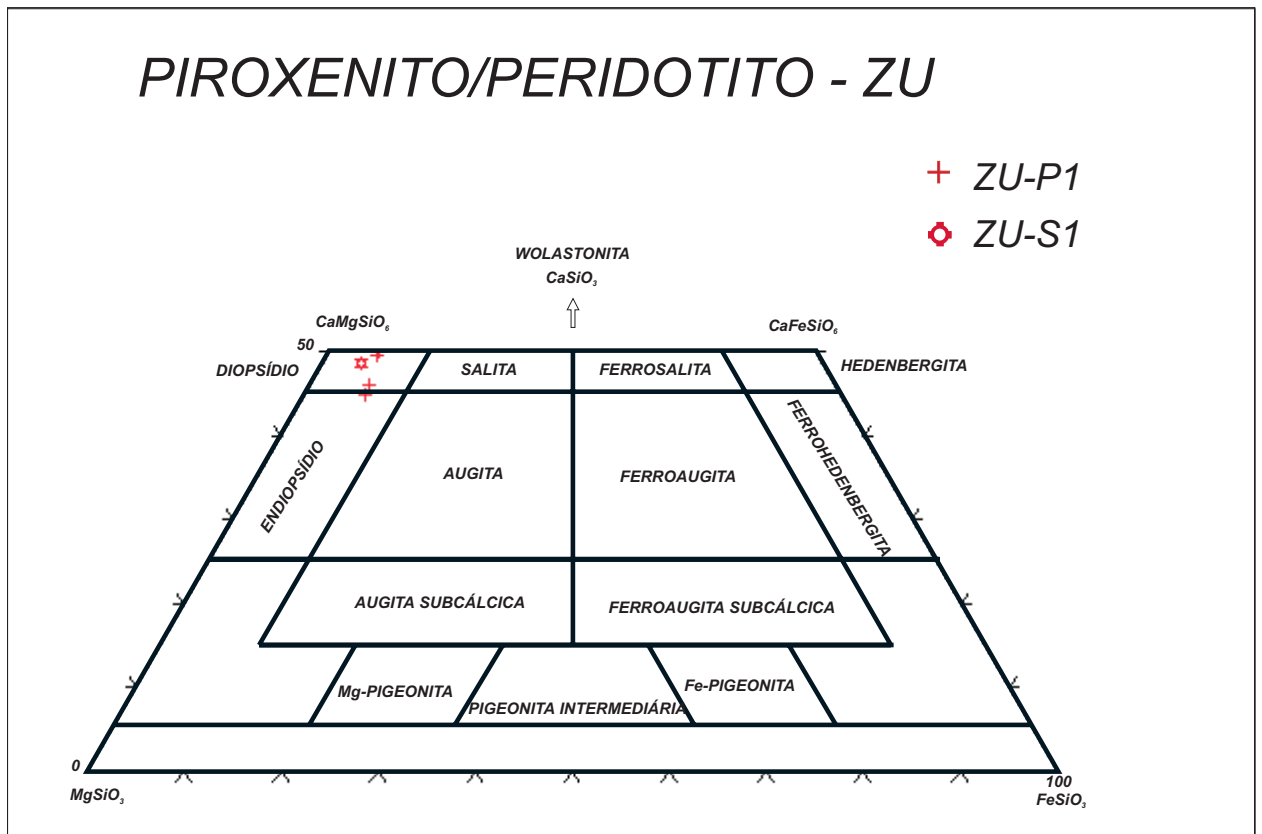 PIROXENITO/PERIDOTITO - ZU
ZU-P1
ZU-S1
WOLASTONITA
CaSiO₃
CaMgSiO₆
CaFeSiO₆
50
DIOPSÍDIO
SALITA
FERROSALITA
HEDENBERGITA
ENDIOPSÍDIO
AUGITA
FERROAUGITA
FERROHEDENBERGITA
AUGITA SUBCÁLCICA
FERROAUGITA SUBCÁLCICA
Mg-PIGEONITA
PIGEONITA INTERMEDIÁRIA
Fe-PIGEONITA
0
100
MgSiO₃
FeSiO₃